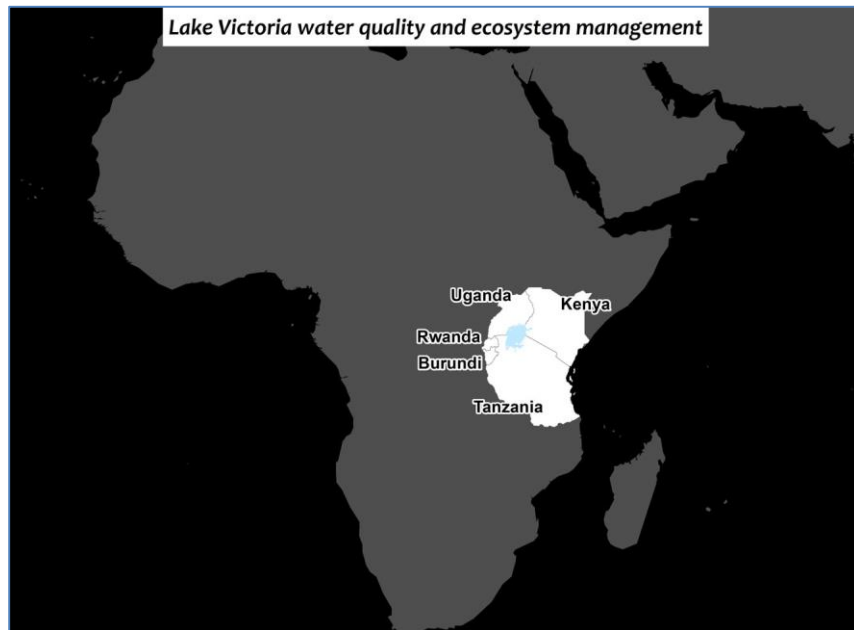 Lake Victoria water quality and ecosystem management
Uganda
Kenya
Rwanda
Burundi
Tanzania